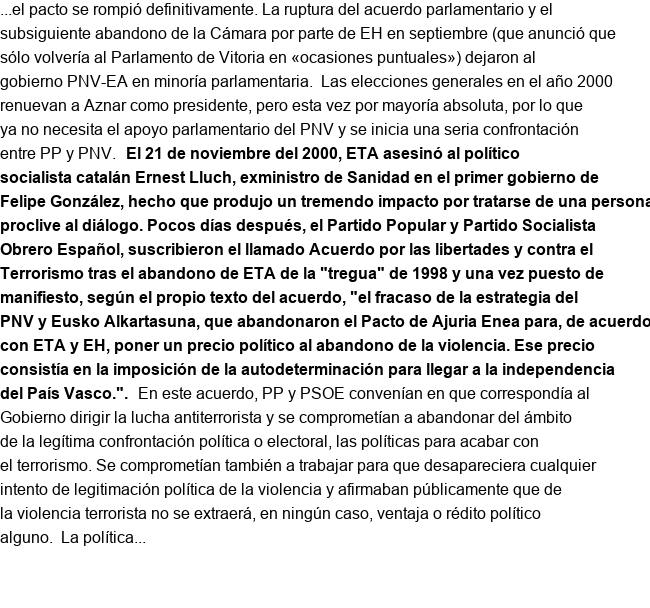 ...el pacto se rompió definitivamente. La ruptura del acuerdo parlamentario y el
subsiguiente abandono de la Cámara por parte de EH en septiembre (que anunció que
sólo volvería al Parlamento de Vitoria en «ocasiones puntuales») dejaron al
gobierno PNV-EA en minoría parlamentaria.  Las elecciones generales en el año 2000
renuevan a Aznar como presidente, pero esta vez por mayoría absoluta, por lo que
ya no necesita el apoyo parlamentario del PNV y se inicia una seria confrontación
entre PP y PNV.  El 21 de noviembre del 2000, ETA asesinó al político
socialista catalán Ernest Lluch, exministro de Sanidad en el primer gobierno de
Felipe González, hecho que produjo un tremendo impacto por tratarse de una persona
proclive al diálogo. Pocos días después, el Partido Popular y Partido Socialista
Obrero Español, suscribieron el llamado Acuerdo por las libertades y contra el
Terrorismo tras el abandono de ETA de la "tregua" de 1998 y una vez puesto de
manifiesto, según el propio texto del acuerdo, "el fracaso de la estrategia del
PNV y Eusko Alkartasuna, que abandonaron el Pacto de Ajuria Enea para, de acuerdo
con ETA y EH, poner un precio político al abandono de la violencia. Ese precio
consistía en la imposición de la autodeterminación para llegar a la independencia
del País Vasco.".  En este acuerdo, PP y PSOE convenían en que correspondía al
Gobierno dirigir la lucha antiterrorista y se comprometían a abandonar del ámbito
de la legítima confrontación política o electoral, las políticas para acabar con
el terrorismo. Se comprometían también a trabajar para que desapareciera cualquier
intento de legitimación política de la violencia y afirmaban públicamente que de
la violencia terrorista no se extraerá, en ningún caso, ventaja o rédito político
alguno.  La política...